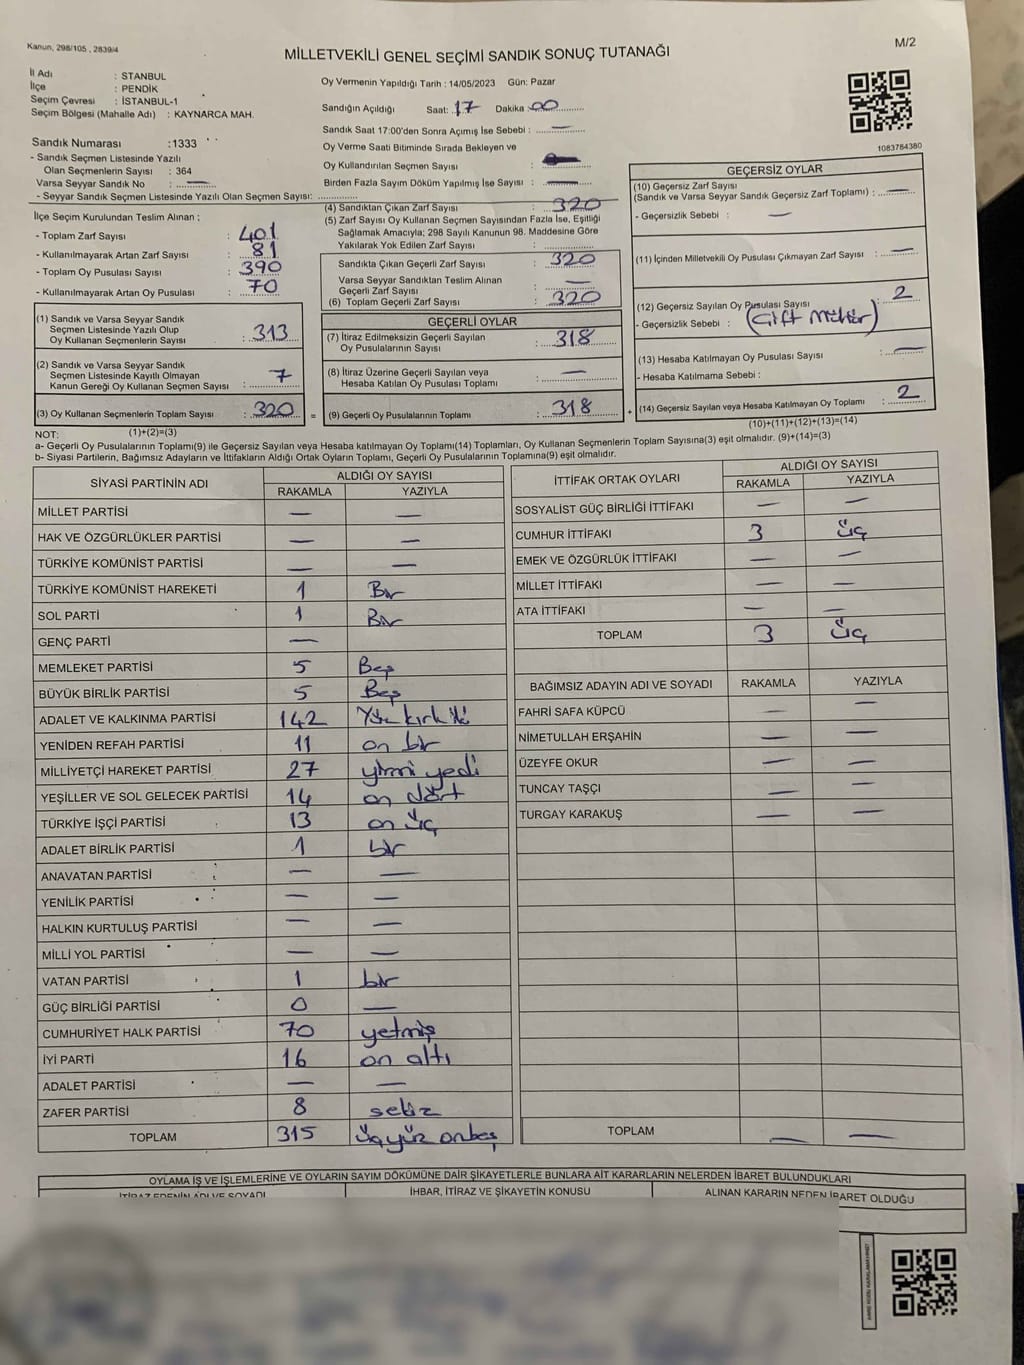 Kanun, 298/105 , 2839/4
M/2
MİLLETVEKİLİ GENEL SEÇİMİ SANDIK SONUÇ TUTANAĞI
İl Adı : STANBUL
İlçe : PENDİK
Seçim Çevresi : İSTANBUL-1
Seçim Bölgesi (Mahalle Adı) : KAYNARCA MAH.
Sandık Numarası :1333
- Sandık Seçmen Listesinde Yazılı
Olan Seçmenlerin Sayısı : 364
Varsa Seyyar Sandık No : —
- Seyyar Sandık Seçmen Listesinde Yazılı Olan Seçmen Sayısı:
İlçe Seçim Kurulundan Teslim Alınan :
- Toplam Zarf Sayısı : 401
- Kullanılmayarak Artan Zarf Sayısı : 81
- Toplam Oy Pusulası Sayısı : 390
- Kullanılmayarak Artan Oy Pusulası : 70
(1) Sandık ve Varsa Seyyar Sandık
Seçmen Listesinde Yazılı Olup
Oy Kullanan Seçmenlerin Sayısı : 313
(2) Sandık ve Varsa Seyyar Sandık
Seçmen Listesinde Kayıtlı Olmayan
Kanun Gereği Oy Kullanan Seçmen Sayısı : 7
(3) Oy Kullanan Seçmenlerin Toplam Sayısı : 320 =
(1)+(2)=(3)
Oy Vermenin Yapıldığı Tarih : 14/05/2023 Gün: Pazar
Sandığın Açıldığı Saat: 17 Dakika : 00
Sandık Saat 17:00'den Sonra Açımış İse Sebebi : —
Oy Verme Saati Bitiminde Sırada Bekleyen ve
Oy Kullandırılan Seçmen Sayısı :
Birden Fazla Sayım Döküm Yapılmış İse Sayısı : —
(4) Sandıktan Çıkan Zarf Sayısı : 320
(5) Zarf Sayısı Oy Kullanan Seçmen Sayısından Fazla İse, Eşitliği
Sağlamak Amacıyla; 298 Sayılı Kanunun 98. Maddesine Göre
Yakılarak Yok Edilen Zarf Sayısı :
Sandıkta Çıkan Geçerli Zarf Sayısı : 320
Varsa Seyyar Sandıktan Teslim Alınan
Geçerli Zarf Sayısı : —
(6) Toplam Geçerli Zarf Sayısı : 320
GEÇERLİ OYLAR
(7) İtiraz Edilmeksizin Geçerli Sayılan
Oy Pusulalarının Sayısı : 318
(8) İtiraz Üzerine Geçerli Sayılan veya
Hesaba Katılan Oy Pusulası Toplamı : —
(9) Geçerli Oy Pusulalarının Toplamı : 318 +
1083784380
GEÇERSİZ OYLAR
(10) Geçersiz Zarf Sayısı
(Sandık ve Varsa Seyyar Sandık Geçersiz Zarf Toplamı) : —
- Geçersizlik Sebebi : —
(11) İçinden Milletvekili Oy Pusulası Çıkmayan Zarf Sayısı : —
(12) Geçersiz Sayılan Oy Pusulası Sayısı : 2
- Geçersizlik Sebebi : (Çift Mühür)
(13) Hesaba Katılmayan Oy Pusulası Sayısı : —
- Hesaba Katılmama Sebebi :
(14) Geçersiz Sayılan veya Hesaba Katılmayan Oy Toplamı : 2
(10)+(11)+(12)+(13)=(14)
NOT:
a- Geçerli Oy Pusulalarının Toplamı(9) ile Geçersiz Sayılan veya Hesaba katılmayan Oy Toplamı(14) Toplamları, Oy Kullanan Seçmenlerin Toplam Sayısına(3) eşit olmalıdır. (9)+(14)=(3)
b- Siyasi Partilerin, Bağımsız Adayların ve İttifakların Aldığı Ortak Oyların Toplamı, Geçerli Oy Pusulalarının Toplamına(9) eşit olmalıdır.
SİYASİ PARTİNİN ADI ALDIĞI OY SAYISI
RAKAMLA YAZIYLA
MİLLET PARTİSİ — —
HAK VE ÖZGÜRLÜKLER PARTİSİ — —
TÜRKİYE KOMÜNİST PARTİSİ — —
TÜRKİYE KOMÜNİST HAREKETİ 1 Bir
SOL PARTİ 1 Bir
GENÇ PARTİ —
MEMLEKET PARTİSİ 5 Beş
BÜYÜK BİRLİK PARTİSİ 5 Beş
ADALET VE KALKINMA PARTİSİ 142 Yüz kırk iki
YENİDEN REFAH PARTİSİ 11 on bir
MİLLİYETÇİ HAREKET PARTİSİ 27 yirmi yedi
YEŞİLLER VE SOL GELECEK PARTİSİ 14 on dört
TÜRKİYE İŞÇİ PARTİSİ 13 on üç
ADALET BİRLİK PARTİSİ 1 bir
ANAVATAN PARTİSİ — —
YENİLİK PARTİSİ — —
HALKIN KURTULUŞ PARTİSİ — —
MİLLİ YOL PARTİSİ — —
VATAN PARTİSİ 1 bir
GÜÇ BİRLİĞİ PARTİSİ 0 —
CUMHURİYET HALK PARTİSİ 70 yetmiş
İYİ PARTİ 16 on altı
ADALET PARTİSİ — —
ZAFER PARTİSİ 8 sekiz
TOPLAM 315 üçyüz onbeş
İTTİFAK ORTAK OYLARI ALDIĞI OY SAYISI
RAKAMLA YAZIYLA
SOSYALİST GÜÇ BİRLİĞİ İTTİFAKI — —
CUMHUR İTTİFAKI 3 üç
EMEK VE ÖZGÜRLÜK İTTİFAKI — —
MİLLET İTTİFAKI — —
ATA İTTİFAKI — —
TOPLAM 3 üç
BAĞIMSIZ ADAYIN ADI VE SOYADI RAKAMLA YAZIYLA
FAHRİ SAFA KÜPCÜ — —
NİMETULLAH ERŞAHİN — —
ÜZEYFE OKUR — —
TUNCAY TAŞÇI — —
TURGAY KARAKUŞ — —
TOPLAM — —
OYLAMA İŞ VE İŞLEMLERİNE VE OYLARIN SAYIM DÖKÜMÜNE DAİR ŞİKAYETLERLE BUNLARA AİT KARARLARIN NELERDEN İBARET BULUNDUKLARI
İTİRAZ EDENİN ADI VE SOYADI İHBAR, İTİRAZ VE ŞİKAYETİN KONUSU ALINAN KARARIN NEDEN İBARET OLDUĞU